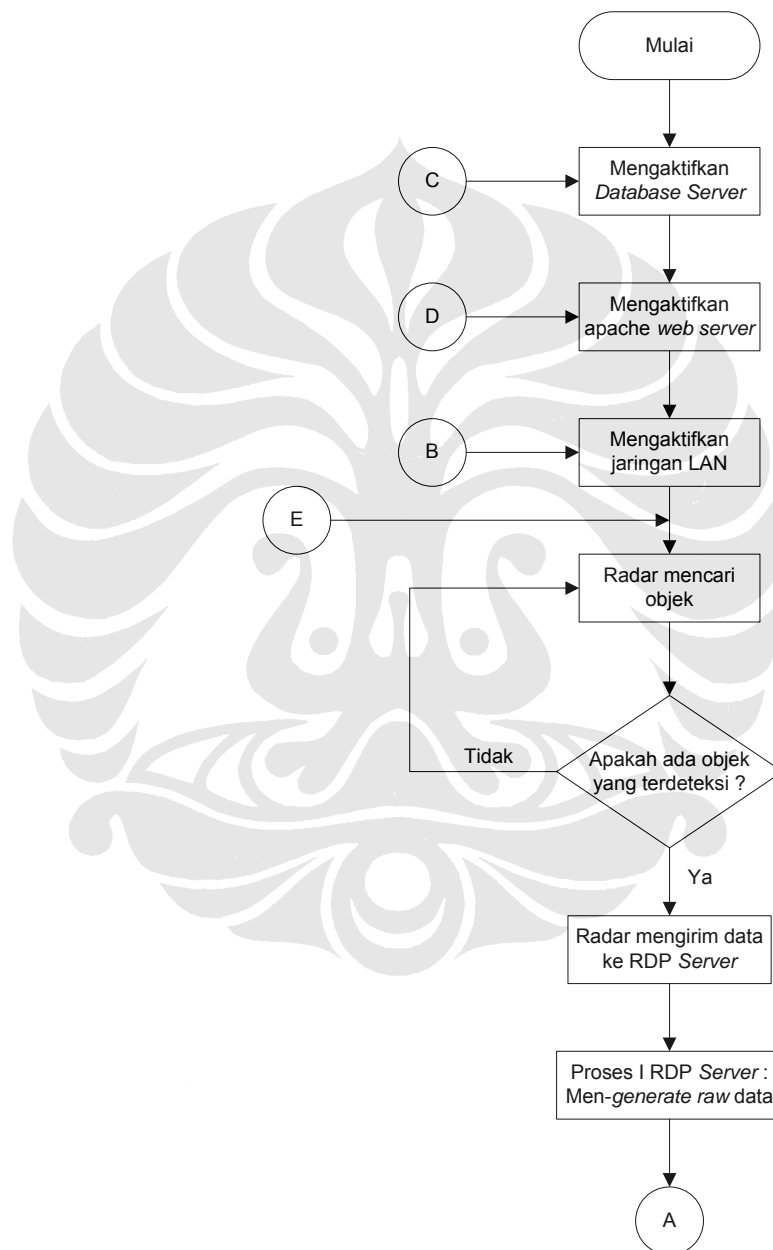 Mulai
C
Mengaktifkan
Database Server
D
Mengaktifkan
apache web server
B
Mengaktifkan
jaringan LAN
E
Radar mencari
objek
Tidak
Apakah ada objek
yang terdeteksi ?
Ya
Radar mengirim data
ke RDP Server
Proses I RDP Server :
Men-generate raw data
A